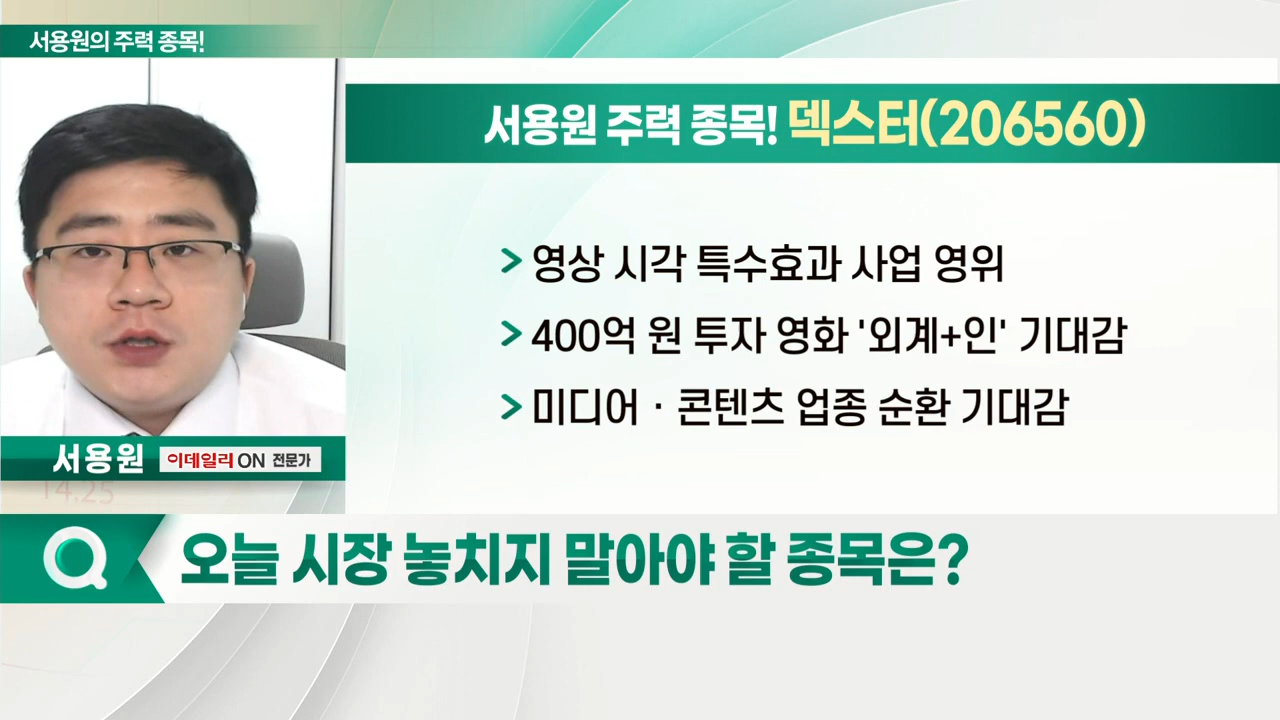 서용원의 주력 종목!
서용원 주력 종목! 덱스터(206560)
> 영상 시각 특수효과 사업 영위
> 400억 원 투자 영화 '외계+인' 기대감
> 미디어 · 콘텐츠 업종 순환 기대감
서용원 이데일리 ON 전문가
14.25
Q 오늘 시장 놓치지 말아야 할 종목은?